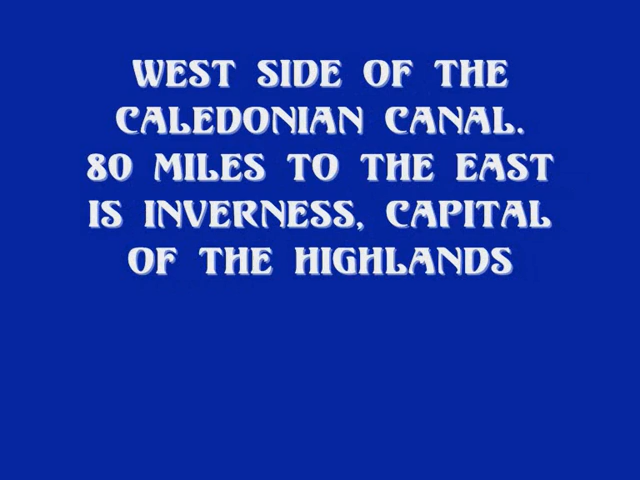 WEST SIDE OF THE
CALEDONIAN CANAL.
80 MILES TO THE EAST
IS INVERNESS, CAPITAL
OF THE HIGHLANDS